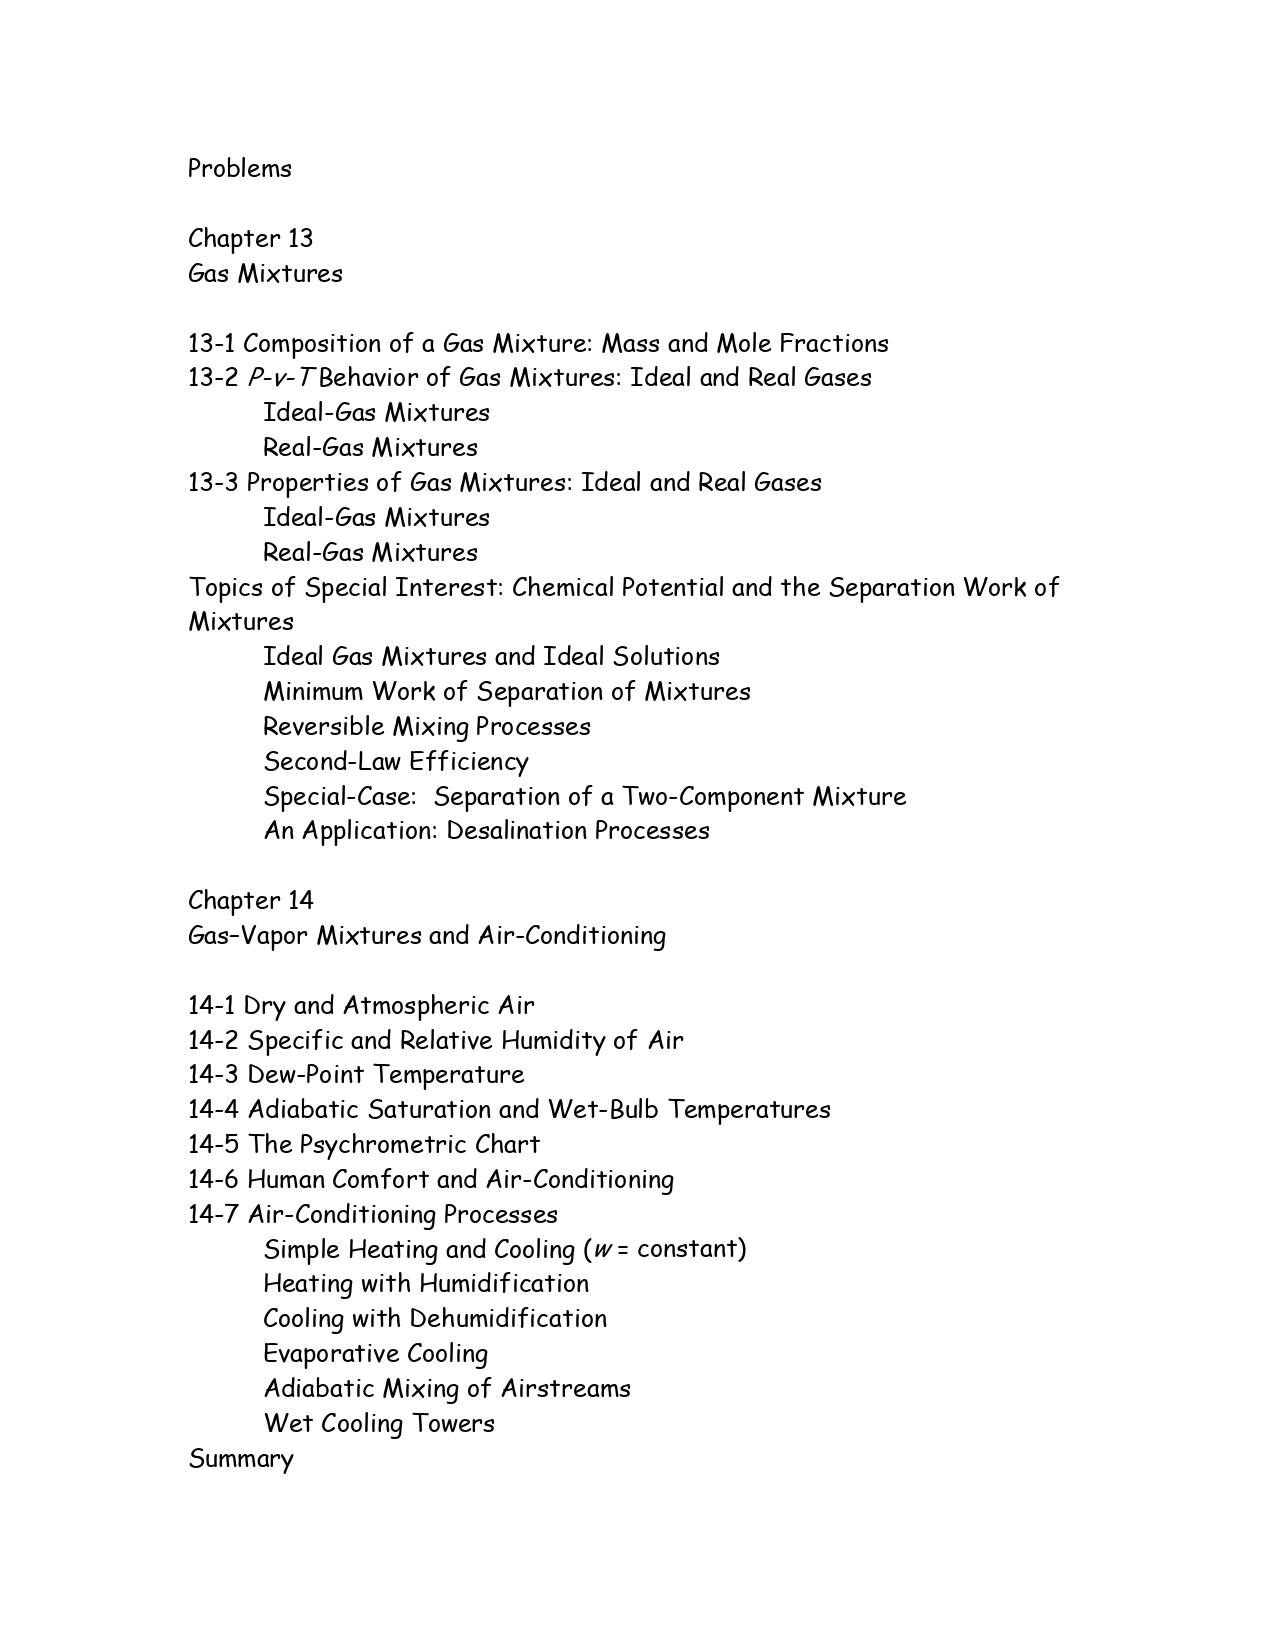 Problems
Chapter 13
Gas Mixtures
13-1 Composition of a Gas Mixture: Mass and Mole Fractions
13-2 P-v-T Behavior of Gas Mixtures: Ideal and Real Gases
Ideal-Gas Mixtures
Real-Gas Mixtures
13-3 Properties of Gas Mixtures: Ideal and Real Gases
Ideal-Gas Mixtures
Real-Gas Mixtures
Topics of Special Interest: Chemical Potential and the Separation Work of
Mixtures
Ideal Gas Mixtures and Ideal Solutions
Minimum Work of Separation of Mixtures
Reversible Mixing Processes
Second-Law Efficiency
Special-Case:  Separation of a Two-Component Mixture
An Application: Desalination Processes
Chapter 14
Gas–Vapor Mixtures and Air-Conditioning
14-1 Dry and Atmospheric Air
14-2 Specific and Relative Humidity of Air
14-3 Dew-Point Temperature
14-4 Adiabatic Saturation and Wet-Bulb Temperatures
14-5 The Psychrometric Chart
14-6 Human Comfort and Air-Conditioning
14-7 Air-Conditioning Processes
Simple Heating and Cooling (w = constant)
Heating with Humidification
Cooling with Dehumidification
Evaporative Cooling
Adiabatic Mixing of Airstreams
Wet Cooling Towers
Summary